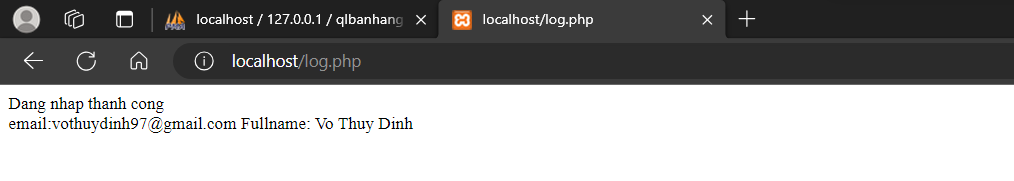 localhost / 127.0.0.1 / qlbanhang
localhost/log.php
localhost/log.php
Dang nhap thanh cong
email:vothuydinh97@gmail.com Fullname: Vo Thuy Dinh